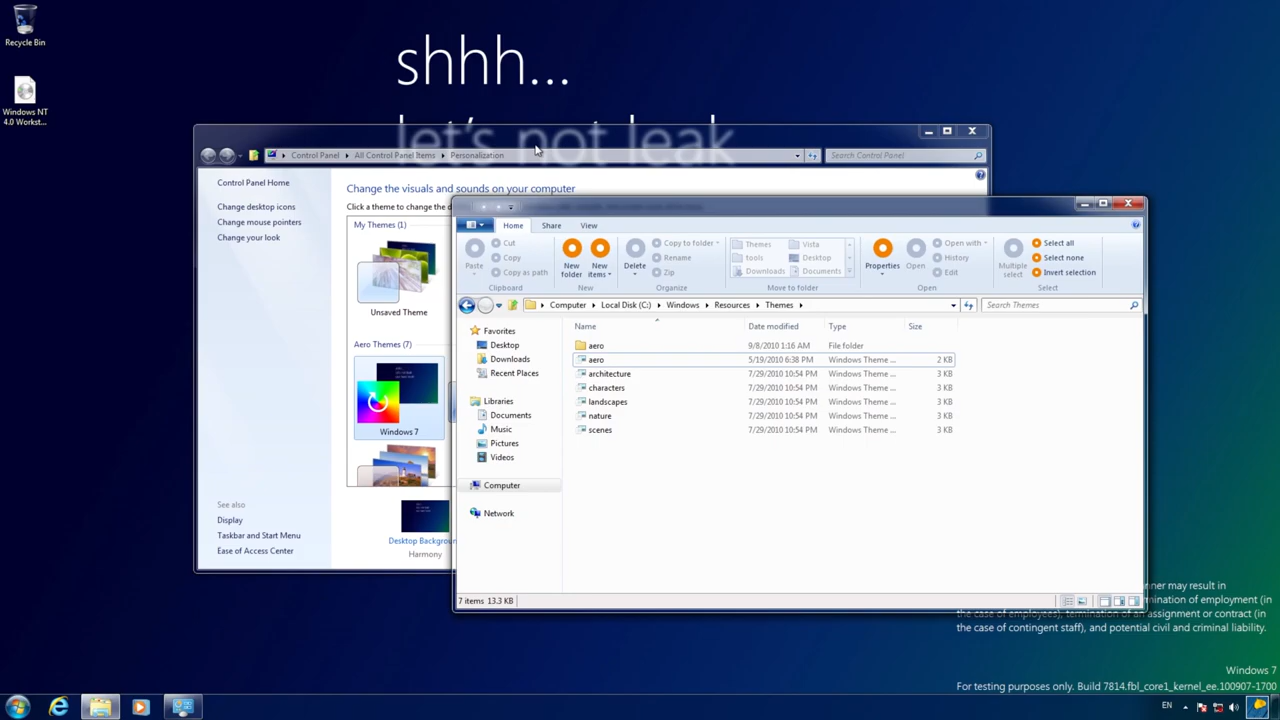 Recycle Bin
Windows NT
4.0 Workst...
shhh...
let's not leak
Control Panel
All Control Panel Items
Personalization
Search Control Panel
Control Panel Home
Change desktop icons
Change mouse pointers
Change your look
See also
Display
Taskbar and Start Menu
Ease of Access Center
Change the visuals and sounds on your computer
Click a theme to change the
My Themes (1)
Unsaved Theme
Aero Themes (7)
Windows 7
Desktop Backgrou
Harmony
Home
Share
View
Paste
Cut
Copy
Copy as path
Clipboard
New
folder
New
items
New
Delete
Copy to folder
Rename
Zip
Organize
Themes
tools
Downloads
Vista
Desktop
Documents
Move to folder
Properties
Open
Open with
History
Edit
Open
Multiple
select
Select all
Select none
Invert selection
Select
Computer
Local Disk (C:)
Windows
Resources
Themes
Search Themes
Favorites
Desktop
Downloads
Recent Places
Libraries
Documents
Music
Pictures
Videos
Computer
Network
Name Date modified Type Size
aero 9/8/2010 1:16 AM File folder
aero 5/19/2010 6:38 PM Windows Theme ... 2 KB
architecture 7/29/2010 10:54 PM Windows Theme ... 3 KB
characters 7/29/2010 10:54 PM Windows Theme ... 3 KB
landscapes 7/29/2010 10:54 PM Windows Theme ... 3 KB
nature 7/29/2010 10:54 PM Windows Theme ... 3 KB
scenes 7/29/2010 10:54 PM Windows Theme ... 3 KB
7 items 13.3 KB
nner may result in
rmination of employment (in
the case of employees), termination of an assignment or contract (in
the case of contingent staff), and potential civil and criminal liability.
Windows 7
For testing purposes only. Build 7814.fbl_core1_kernel_ee.100907-1700
EN